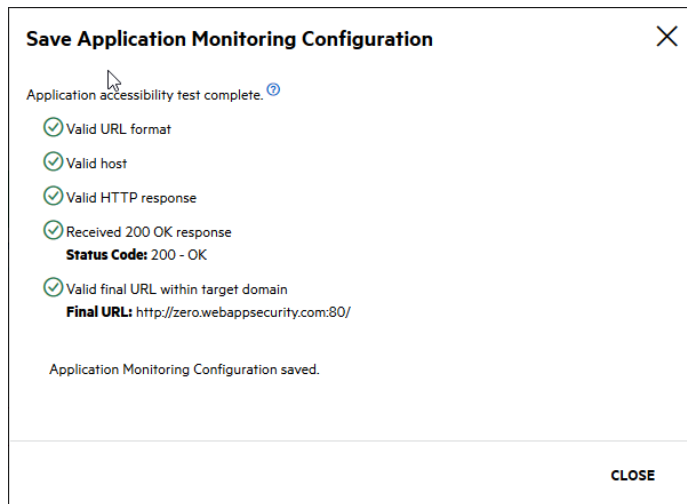 Save Application Monitoring Configuration
Application accessibility test complete.
Valid URL format
Valid host
Valid HTTP response
Received 200 OK response
Status Code: 200 - OK
Valid final URL within target domain
Final URL: http://zero.webappsecurity.com:80/
Application Monitoring Configuration saved.
CLOSE